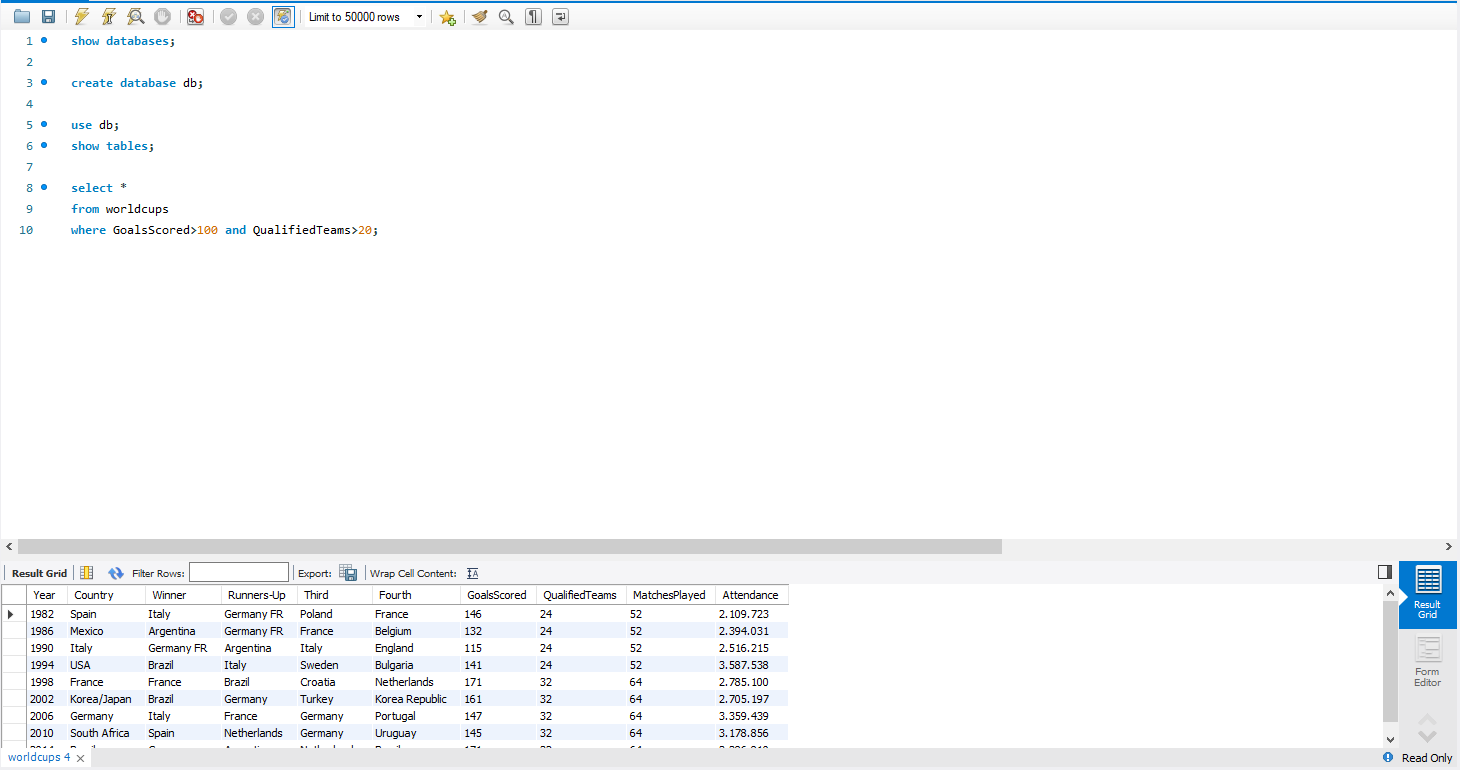 Limit to 50000 rows
1 show databases;
2
3 create database db;
4
5 use db;
6 show tables;
7
8 select *
9 from worldcups
10 where GoalsScored>100 and QualifiedTeams>20;
Result Grid Filter Rows: Export: Wrap Cell Content:
Year Country Winner Runners-Up Third Fourth GoalsScored QualifiedTeams MatchesPlayed Attendance
1982 Spain Italy Germany FR Poland France 146 24 52 2.109.723
1986 Mexico Argentina Germany FR France Belgium 132 24 52 2.394.031
1990 Italy Germany FR Argentina Italy England 115 24 52 2.516.215
1994 USA Brazil Italy Sweden Bulgaria 141 24 52 3.587.538
1998 France France Brazil Croatia Netherlands 171 32 64 2.785.100
2002 Korea/Japan Brazil Germany Turkey Korea Republic 161 32 64 2.705.197
2006 Germany Italy France Germany Portugal 147 32 64 3.359.439
2010 South Africa Spain Netherlands Germany Uruguay 145 32 64 3.178.856
Result
Grid
Form
Editor
worldcups 4
Read Only